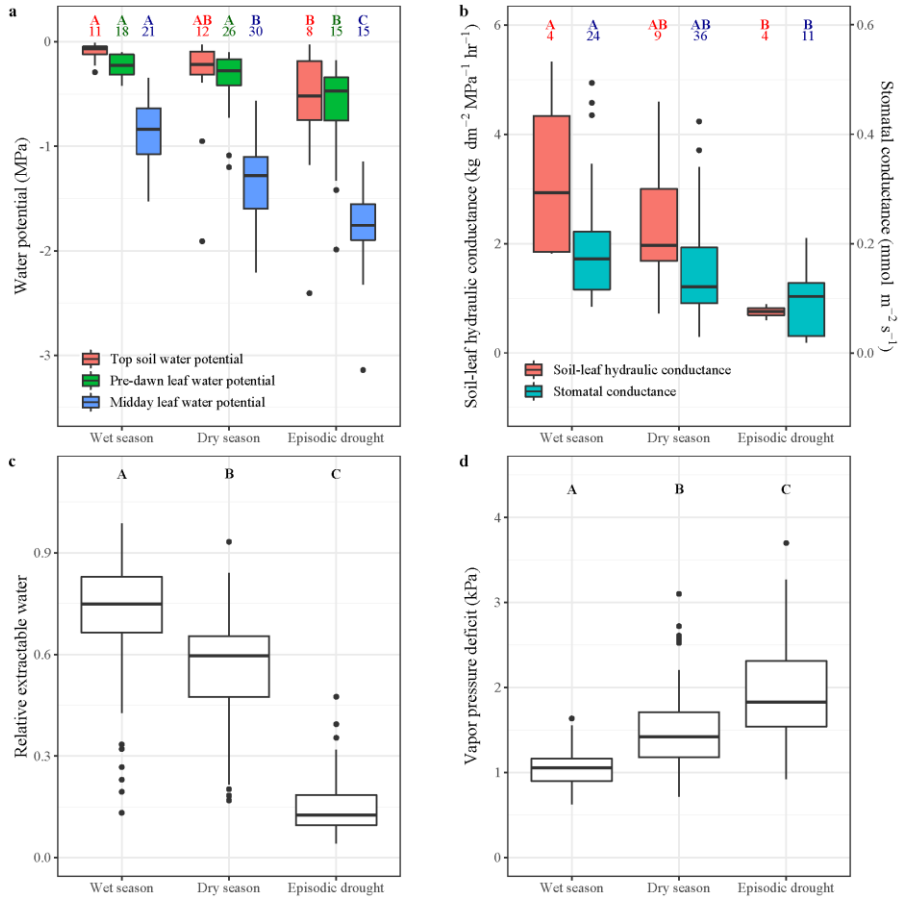 a
A A A AB A B B B C
11 18 21 12 26 30 8 15 15
0
-1
-2
-3
Water potential (MPa)
Top soil water potential
Pre-dawn leaf water potential
Midday leaf water potential
Wet season Dry season Episodic drought
b
A A AB AB B B
4 24 9 36 4 11
6
4
2
0
0.6
0.4
0.2
0.0
Soil-leaf hydraulic conductance (kg dm⁻² MPa⁻¹ hr⁻¹)
Stomatal conductance (mmol m⁻² s⁻¹)
Soil-leaf hydraulic conductance
Stomatal conductance
Wet season Dry season Episodic drought
c
A B C
0.9
0.6
0.3
0.0
Relative extractable water
Wet season Dry season Episodic drought
d
A B C
4
3
2
1
0
Vapor pressure deficit (kPa)
Wet season Dry season Episodic drought